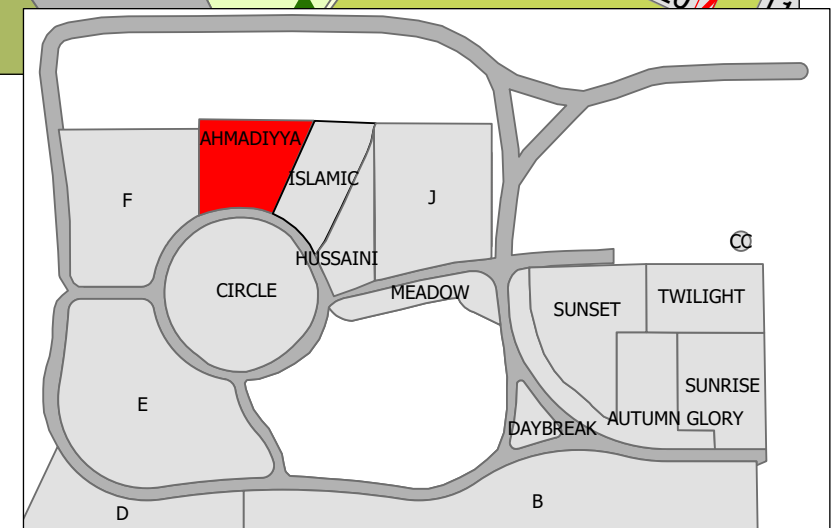 AHMADIYYA
ISLAMIC
F
J
CC
HUSSAINI
CIRCLE
MEADOW
TWILIGHT
SUNSET
SUNRISE
E
AUTUMN GLORY
DAYBREAK
B
D